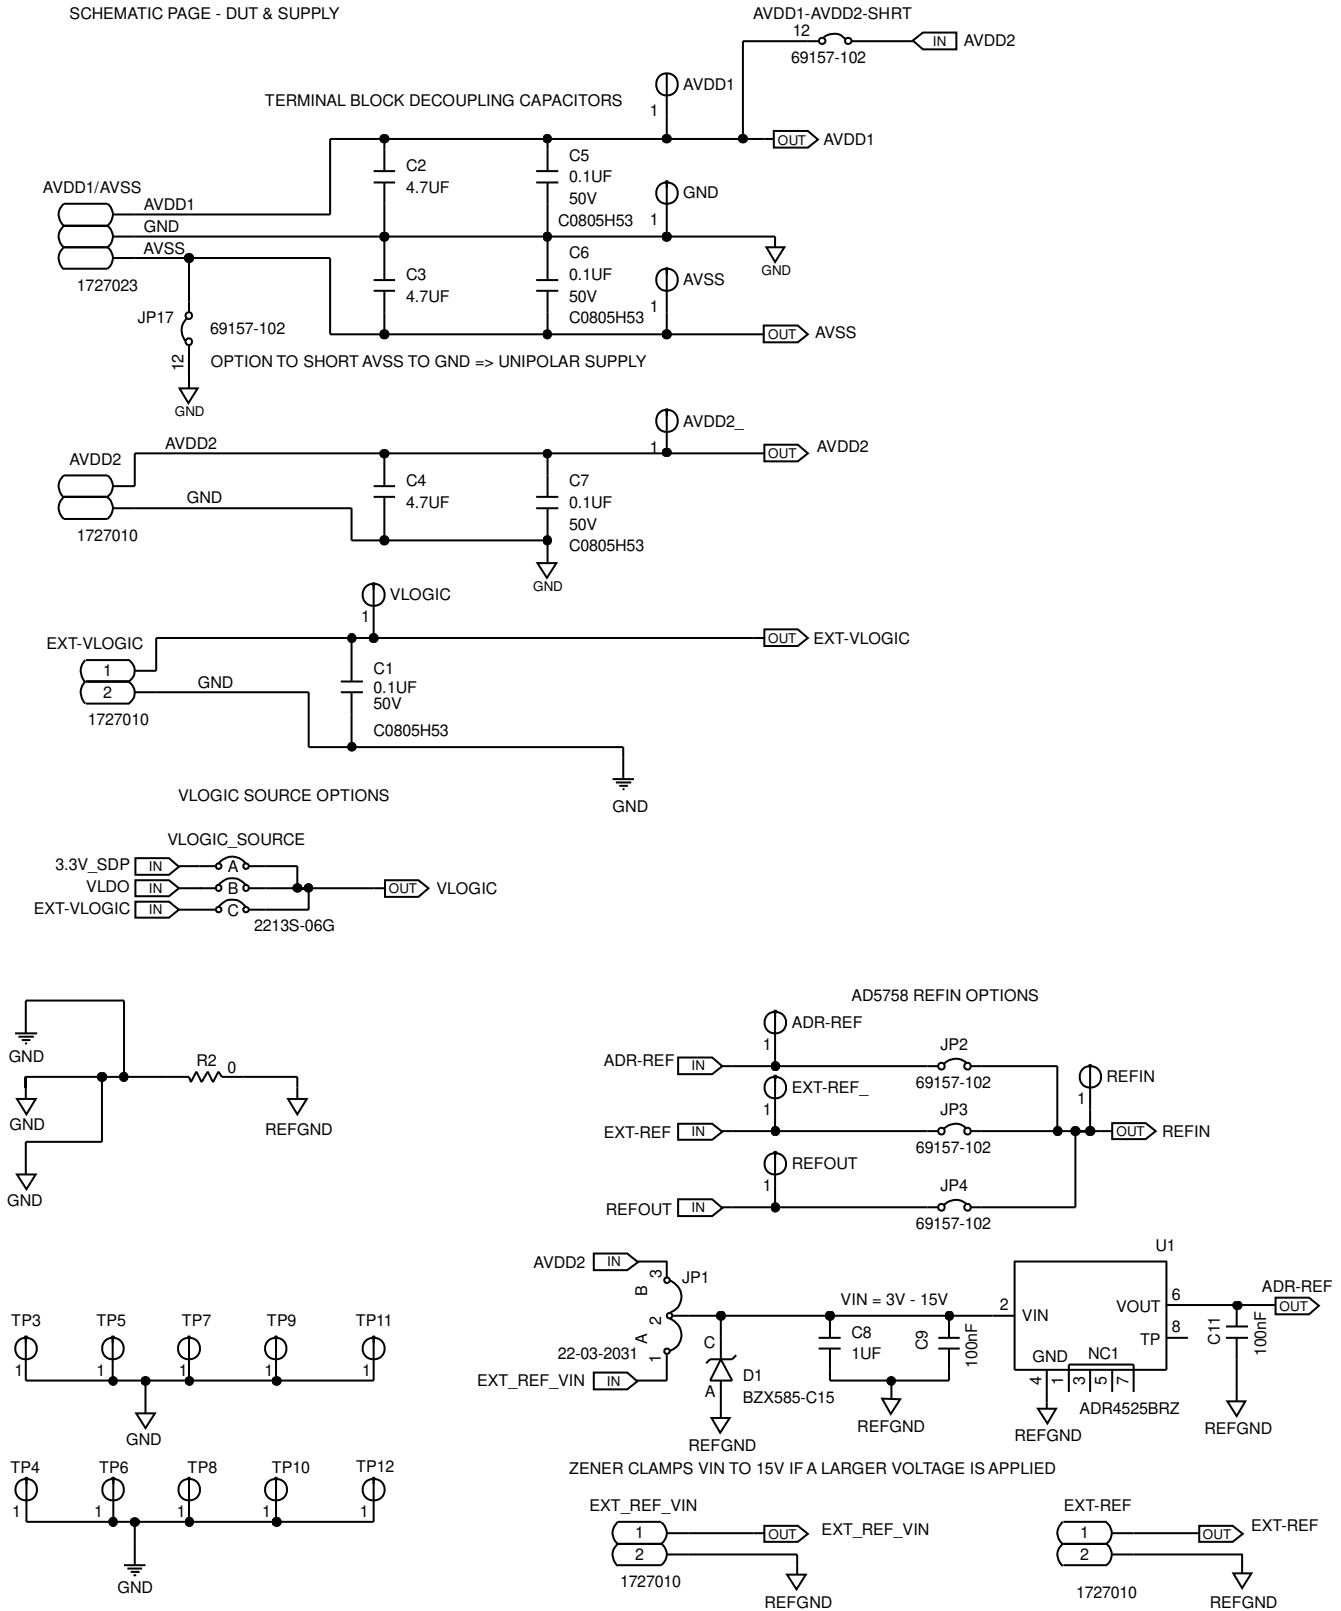 SCHEMATIC PAGE - DUT & SUPPLY
AVDD1-AVDD2-SHRT
12
69157-102
IN AVDD2
AVDD1
1
TERMINAL BLOCK DECOUPLING CAPACITORS
OUT AVDD1
C2
4.7UF
C5
0.1UF
50V
C0805H53
GND
1
AVDD1/AVSS
AVDD1
GND
AVSS
1727023
GND
C3
4.7UF
C6
0.1UF
50V
C0805H53
AVSS
1
OUT AVSS
JP17
69157-102
12
OPTION TO SHORT AVSS TO GND => UNIPOLAR SUPPLY
GND
AVDD2_
1
AVDD2
AVDD2
OUT AVDD2
GND
1727010
C4
4.7UF
C7
0.1UF
50V
C0805H53
GND
VLOGIC
1
EXT-VLOGIC
1
2
1727010
GND
OUT EXT-VLOGIC
C1
0.1UF
50V
C0805H53
GND
VLOGIC SOURCE OPTIONS
VLOGIC_SOURCE
3.3V_SDP IN A
VLDO IN B
EXT-VLOGIC IN C
2213S-06G
OUT VLOGIC
GND
GND
GND
R2 0
REFGND
AD5758 REFIN OPTIONS
ADR-REF
1
ADR-REF IN
JP2
69157-102
EXT-REF_
1
EXT-REF IN
JP3
69157-102
REFIN
1
OUT REFIN
REFOUT
1
REFOUT IN
JP4
69157-102
AVDD2 IN
3
B
JP1
2
A
22-03-2031
1
EXT_REF_VIN IN
C
A
D1
BZX585-C15
REFGND
VIN = 3V - 15V
C8
1UF
C9
100nF
REFGND
U1
2 VIN
VOUT 6
TP 8
GND
NC1
4
1
3
5
7
ADR4525BRZ
REFGND
ADR-REF
OUT
C11
100nF
REFGND
ZENER CLAMPS VIN TO 15V IF A LARGER VOLTAGE IS APPLIED
TP3 TP5 TP7 TP9 TP11
1 1 1 1 1
GND
TP4 TP6 TP8 TP10 TP12
1 1 1 1 1
GND
EXT_REF_VIN
1
2
1727010
OUT EXT_REF_VIN
REFGND
EXT-REF
1
2
1727010
OUT EXT-REF
REFGND